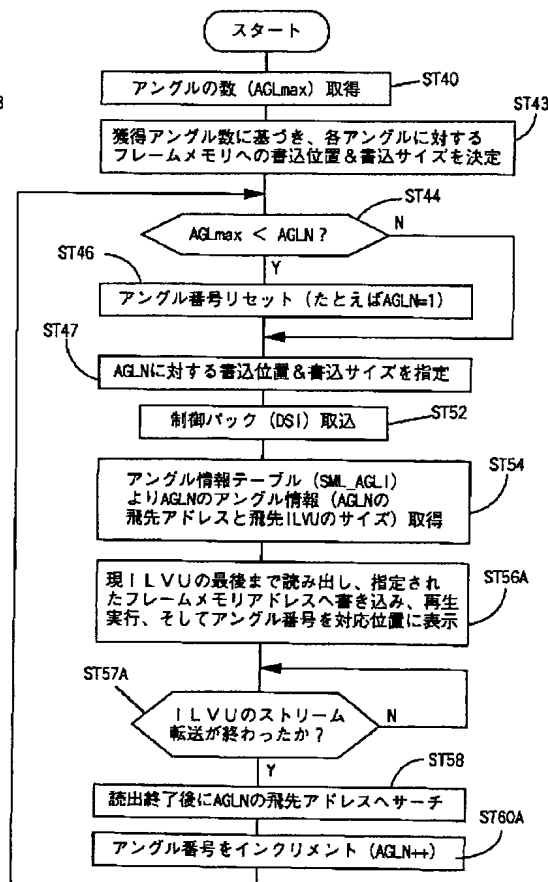 スタート
アングルの数(AGLmax)取得
ST40
獲得アングル数に基づき、各アングルに対する
フレームメモリへの書込位置&書込サイズを決定
ST43
3
AGLmax < AGLN?
ST44
N
Y
ST46
アングル番号リセット(たとえばAGLN=1)
ST47
AGLNに対する書込位置&書込サイズを指定
制御パック(DSI)取込
ST52
アングル情報テーブル(SML_AGLI)
よりAGLNのアングル情報(AGLNの
飛先アドレスと飛先ILVUのサイズ)取得
ST54
現ILVUの最後まで読み出し、指定され
たフレームメモリアドレスへ書き込み、再生
実行、そしてアングル番号を対応位置に表示
ST56A
ST57A
ILVUのストリーム
転送が終わったか?
N
Y
ST58
読出終了後にAGLNの飛先アドレスへサーチ
アングル番号をインクリメント(AGLN++)
ST60A